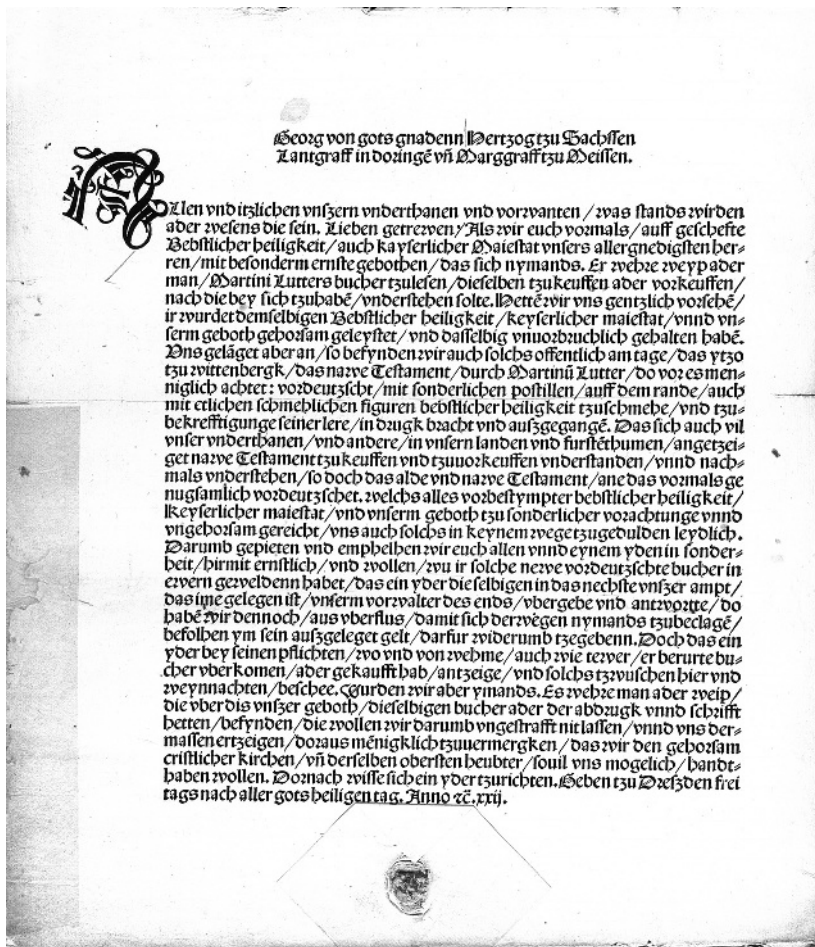 Georg von gots gnadenn Hertzog tzu Sachssen
Lantgraff in doringē vn̄ Marggraff tzu Meissen.
ALlen vnd itzlichen vnszern vnderthanen vnd vorwanten / was stands wirden
ader wesens die sein. Lieben getrewen / Als wir euch vormals / auff geschefte
Bebstlicher heiligkeit / auch kayserlicher Maiestat vnsers allergnedigsten her⸗
ren / mit besonderm ernste gebothen / das sich nymands. Er wehre weyp ader
man / Martini Lutters bucher tzulesen / dieselben tzukeuffen ader vorkeuffen /
nach die bey sich tzuhabē / vnderstehen solte. Hettē wir vns gentzlich vorsehē /
ir wurdet demselbigen Bebstlicher heiligkeit / keyserlicher maiestat / vnnd vn⸗
serm geboth gehorsam geleystet / vnd dasselbig vnuorbruchlich gehalten habē.
Vns gelāget aber an / so befynden wir auch solchs offentlich am tage / das ytzo
tzu wittenbergk / das nawe Testament / durch Martinū Lutter / do vor es men⸗
niglich achtet : vordeutzscht / mit sonderlichen postillen / auff dem rande / auch
mit etlichen schmehlichen figuren bebstlicher heiligkeit tzuschmehe / vnd tzu⸗
bekrefftigunge seiner lere / in drugk bracht vnd auszgegangē. Das sich auch vil
vnser vnderthanen / vnd andere / in vnsern landen vnd furstēthumen / angetzei⸗
get nawe Testament tzu keuffen vnd tzuuorkeuffen vnderstanden / vnnd nach⸗
mals vnderstehen / so doch das alde vnd nawe Testament / ane das vormals ge
nugsamlich vordeutzschet. welchs alles vorbestympter bebstlicher heiligkeit /
Keyserlicher maiestat / vnd vnserm geboth tzu sonderlicher vorachtunge vnnd
vngehorsam gereicht / vns auch solchs in keynem wege tzugedulden leydlich.
Darumb gepieten vnd emphelhen wir euch allen vnnd eynem yden in sonder⸗
heit / hirmit ernstlich / vnd wollen / wu ir solche newe vordeutzschte bucher in
ewern geweldenn habet / das ein yder die selbigen in das nechste vnszer ampt /
das ime gelegen ist / vnserm vorwalter des ends / vbergebe vnd antwortte / do
habē wir dennoch / aus vberflus / damit sich derwegen nymands tzubeclagē /
befolhen ym sein auszgeleget gelt / darfur widerumb tzegebenn. Doch das ein
yder bey seinen pflichten / wo vnd von wehme / auch wie tewer / er berurte bu⸗
cher vberkomen / ader gekaufft hab / antzeige / vnd solchs tzwuschen hier vnd
weynnachten / beschee. Wurden wir aber ymands. Es wehre man ader weip /
die vber dis vnszer geboth / dieselbigen bucher ader der abdrugk vnnd schrifft
hetten / befynden / die wollen wir darumb vngestrafft nit lassen / vnnd vns der⸗
massen ertzeigen / doraus mēnigklich tzuuermergken / das wir den gehorsam
cristlicher kirchen / vn̄ derselben obersten heubter / souil vns mogelich / handt⸗
haben wollen. Dornach wisse sich ein yder tzurichten. Geben tzu Dreszden frei
tags nach aller gots heiligen tag. Anno ⁊c̄. xxij.